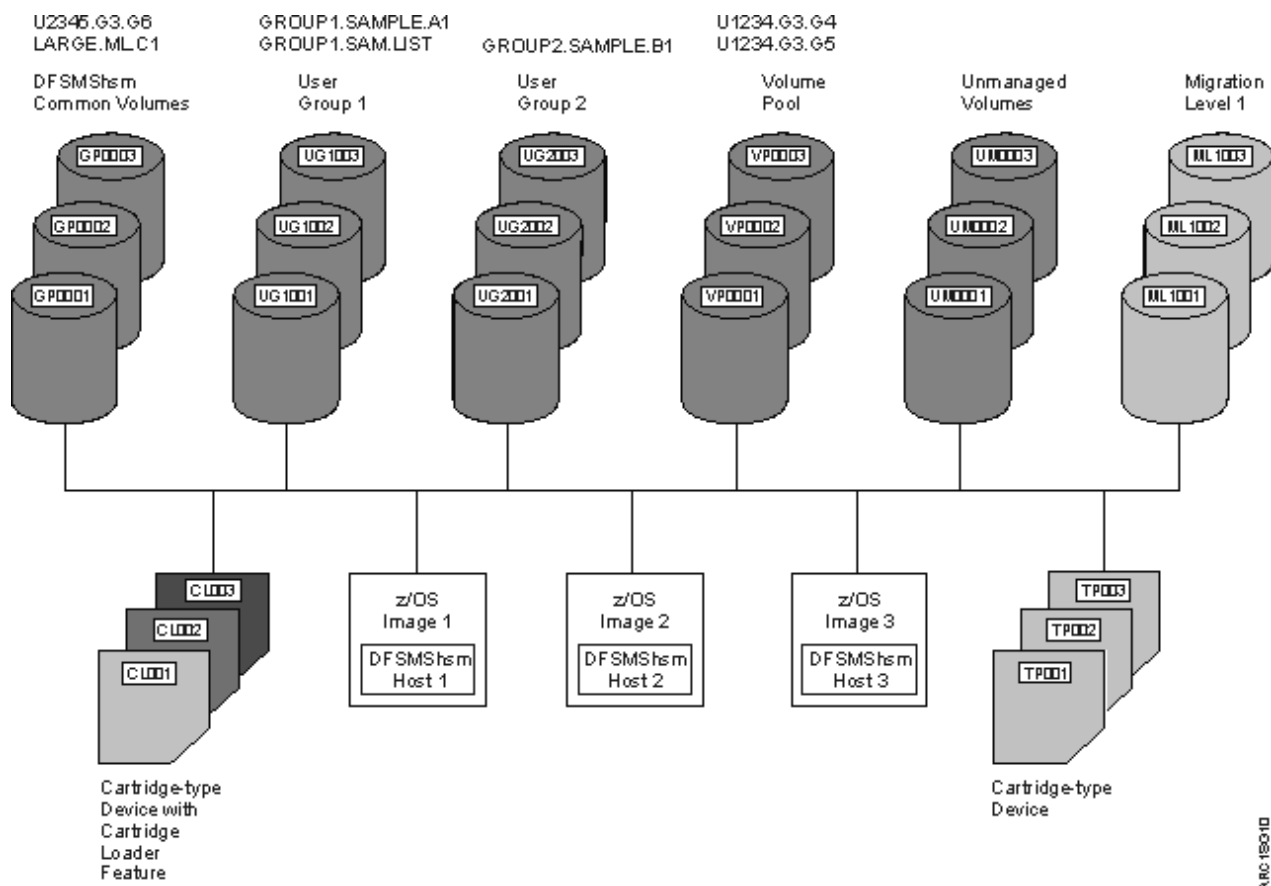 U2345.G3.G6
LARGE.ML.C1
GROUP1.SAMPLE.A1
GROUP1.SAM.LIST
GROUP2.SAMPLE.B1
U1234.G3.G4
U1234.G3.G5
DFSMShsm
Common Volumes
User
Group 1
User
Group 2
Volume
Pool
Unmanaged
Volumes
Migration
Level 1
GP0003
UG1003
UG2003
VP0003
UM0003
ML1003
GP0002
UG1002
UG2002
VP0002
UM0002
ML1002
GP0001
UG1001
UG2001
VP0001
UM0001
ML1001
CL003
CL002
CL001
z/OS
Image 1
DFSMShsm
Host 1
z/OS
Image 2
DFSMShsm
Host 2
z/OS
Image 3
DFSMShsm
Host 3
TP003
TP002
TP001
Cartridge-type
Device with
Cartridge
Loader
Feature
Cartridge-type
Device